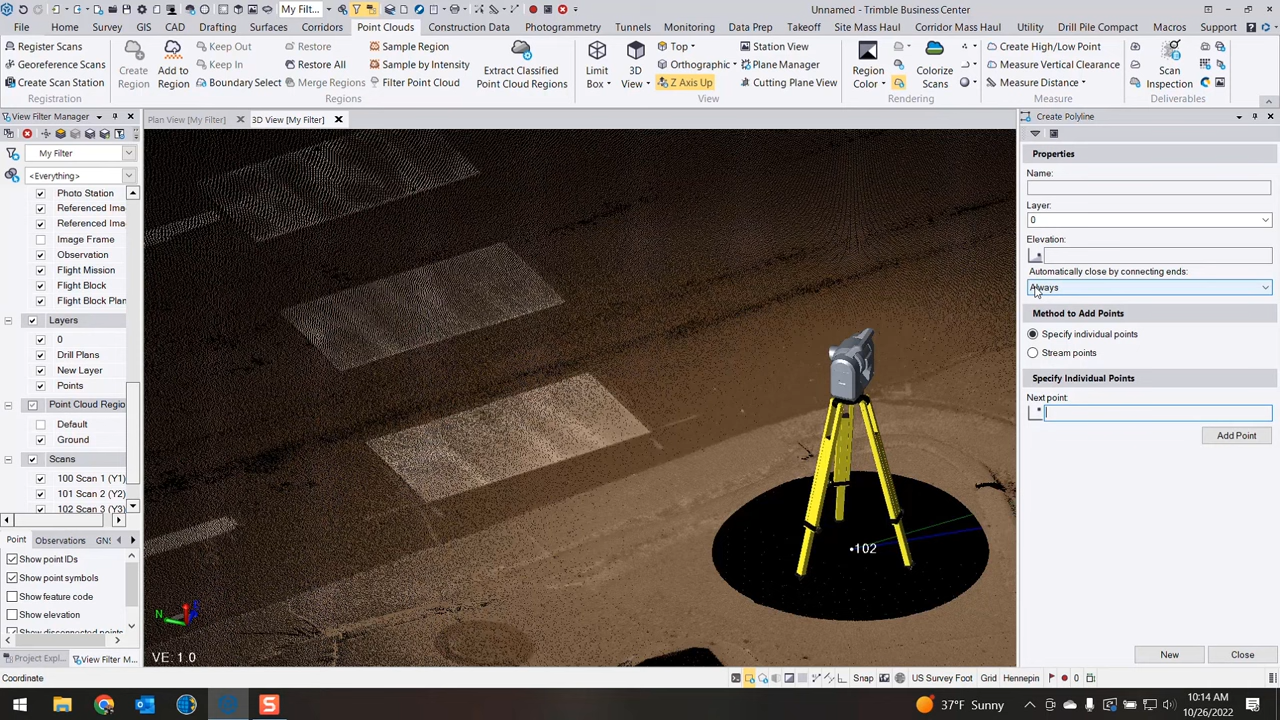 My Filt...
Unnamed - Trimble Business Center
File
Home
Survey
GIS
CAD
Drafting
Surfaces
Corridors
Point Clouds
Construction Data
Photogrammetry
Tunnels
Monitoring
Data Prep
Takeoff
Site Mass Haul
Corridor Mass Haul
Utility
Drill Pile Compact
Macros
Support
Register Scans
Georeference Scans
Create Scan Station
Registration
Create Region
Add to Region
Keep Out
Keep In
Boundary Select
Restore
Restore All
Merge Regions
Regions
Sample Region
Sample by Intensity
Filter Point Cloud
Extract Classified Point Cloud Regions
Limit Box
3D View
Top
Orthographic
Z Axis Up
View
Station View
Plane Manager
Cutting Plane View
Region Color
Colorize Scans
Rendering
Create High/Low Point
Measure Vertical Clearance
Measure Distance
Measure
Scan Inspection
Deliverables
View Filter Manager
My Filter
<Everything>
Photo Station
Referenced Ima
Referenced Ima
Image Frame
Observation
Flight Mission
Flight Block
Flight Block Plan
Layers
0
Drill Plans
New Layer
Points
Point Cloud Regio
Default
Ground
Scans
100 Scan 1 (Y1)
101 Scan 2 (Y2)
102 Scan 3 (Y3)
Point
Observations
GNS
Show point IDs
Show point symbols
Show feature code
Show elevation
Show disconnected points
Project Expl...
View Filter M...
Plan View [My Filter]
3D View [My Filter]
102
N
VE: 1.0
Create Polyline
Properties
Name:
Layer:
0
Elevation:
Automatically close by connecting ends:
Always
Method to Add Points
Specify individual points
Stream points
Specify Individual Points
Next point:
Add Point
New
Close
Coordinate
Snap
US Survey Foot
Grid
Hennepin
0
37°F Sunny
10:14 AM
10/26/2022